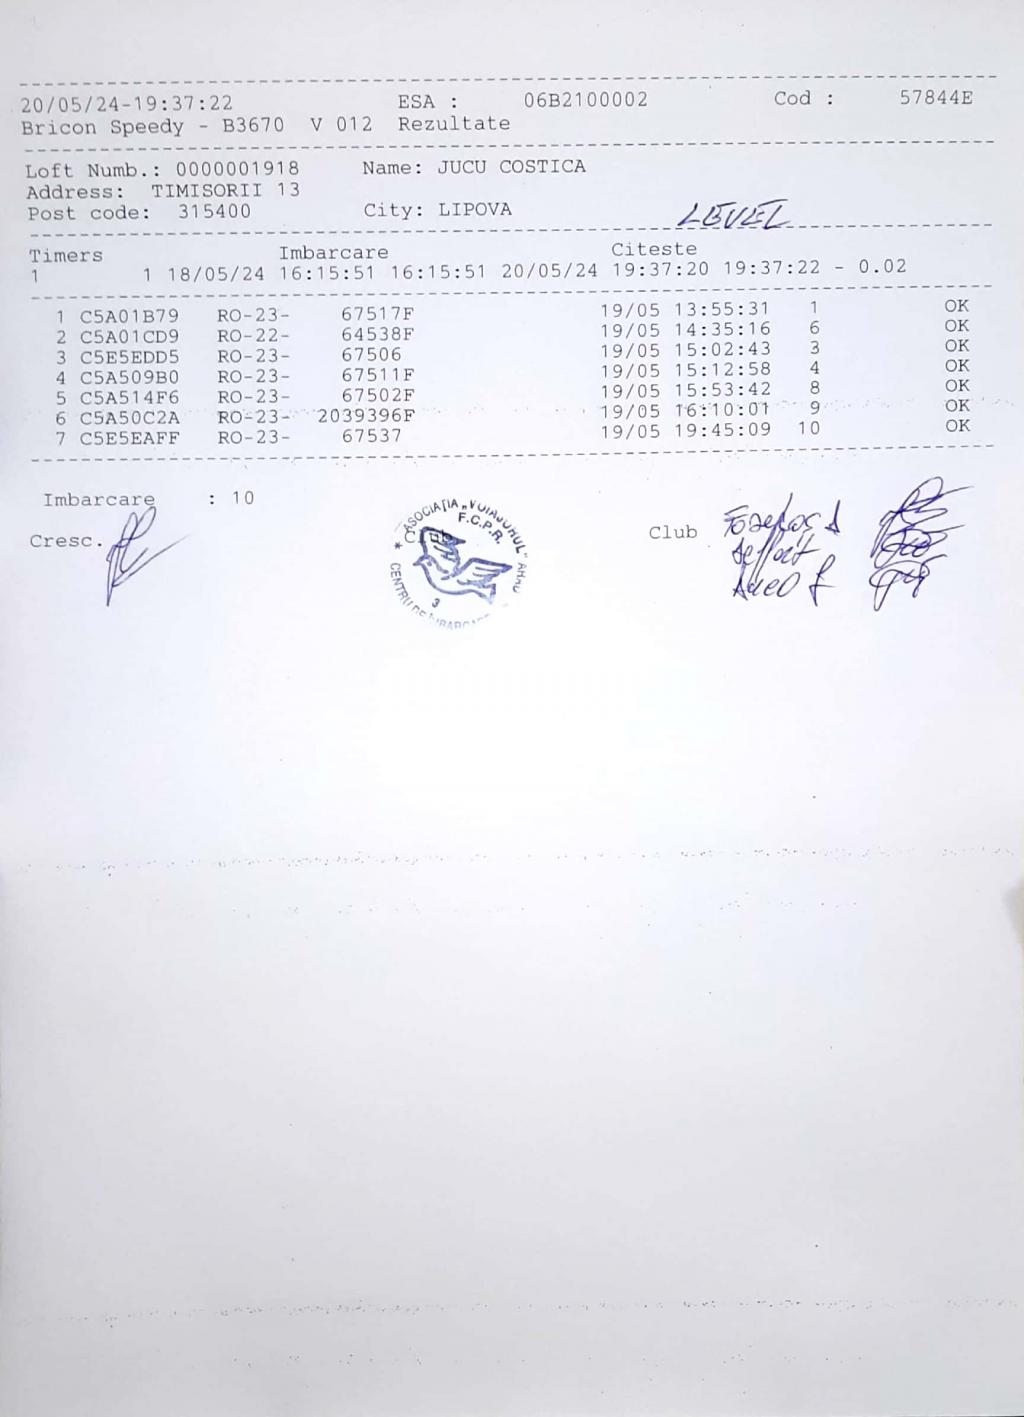 20/05/24-19:37:22 ESA : 06B2100002 Cod : 57844E
Bricon Speedy - B3670 V 012 Rezultate
Loft Numb.: 0000001918 Name: JUCU COSTICA
Address: TIMISORII 13
Post code: 315400 City: LIPOVA LEVEL
Timers Imbarcare Citeste
1 1 18/05/24 16:15:51 16:15:51 20/05/24 19:37:20 19:37:22 - 0.02
1 C5A01B79 RO-23- 67517F 19/05 13:55:31 1 OK
2 C5A01CD9 RO-22- 64538F 19/05 14:35:16 6 OK
3 C5E5EDD5 RO-23- 67506 19/05 15:02:43 3 OK
4 C5A509B0 RO-23- 67511F 19/05 15:12:58 4 OK
5 C5A514F6 RO-23- 67502F 19/05 15:53:42 8 OK
6 C5A50C2A RO-23- 2039396F 19/05 16:10:01 9 OK
7 C5E5EAFF RO-23- 67537 19/05 19:45:09 10 OK
Imbarcare : 10
Cresc. Club Club
ASOCIAȚIA „VOIAJORUL" ARAD
F.C.P.R.
3
CENTRU DE IMBARCARE